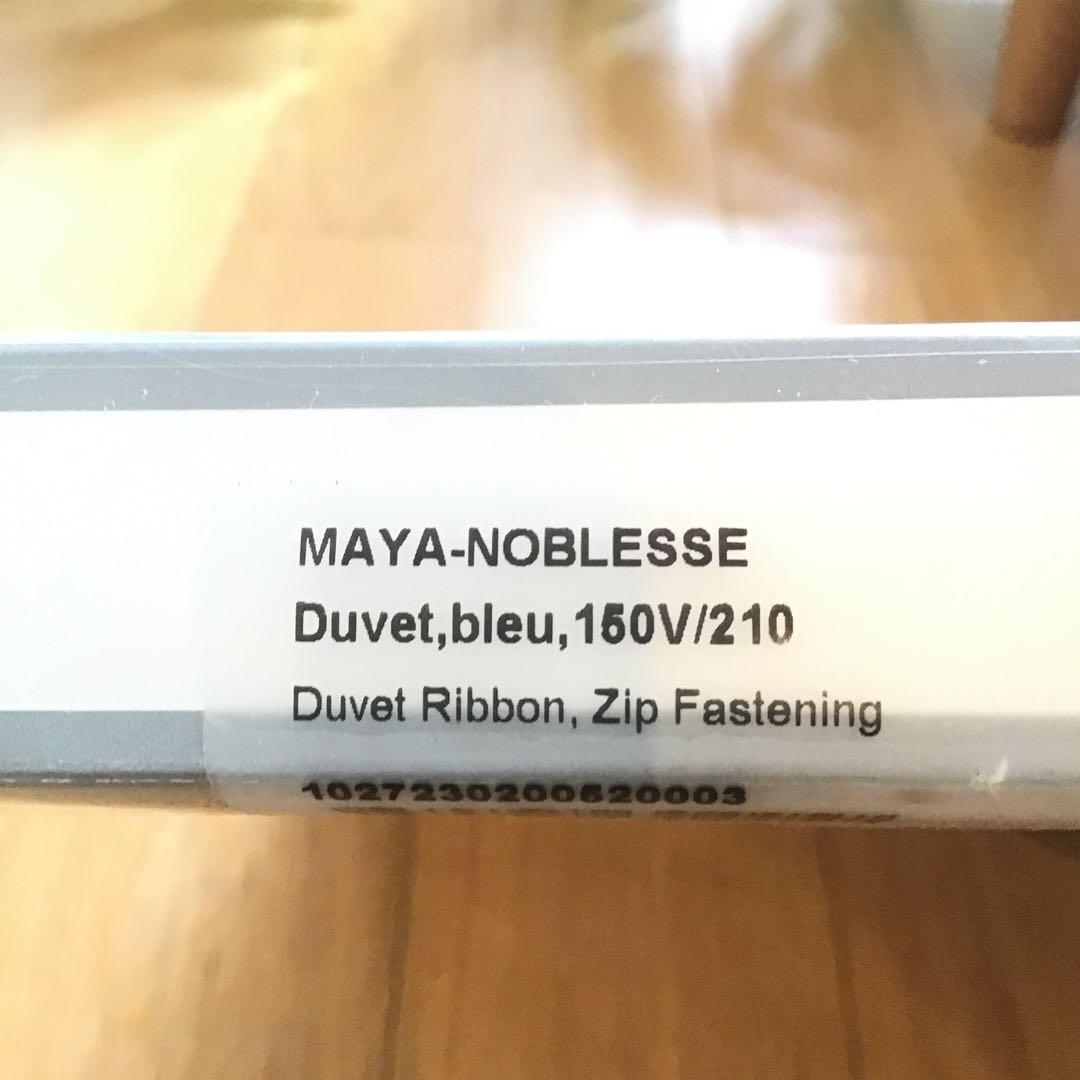 MAYA-NOBLESSE
Duvet,bleu,150V/210
Duvet Ribbon, Zip Fastening
1027230200520003